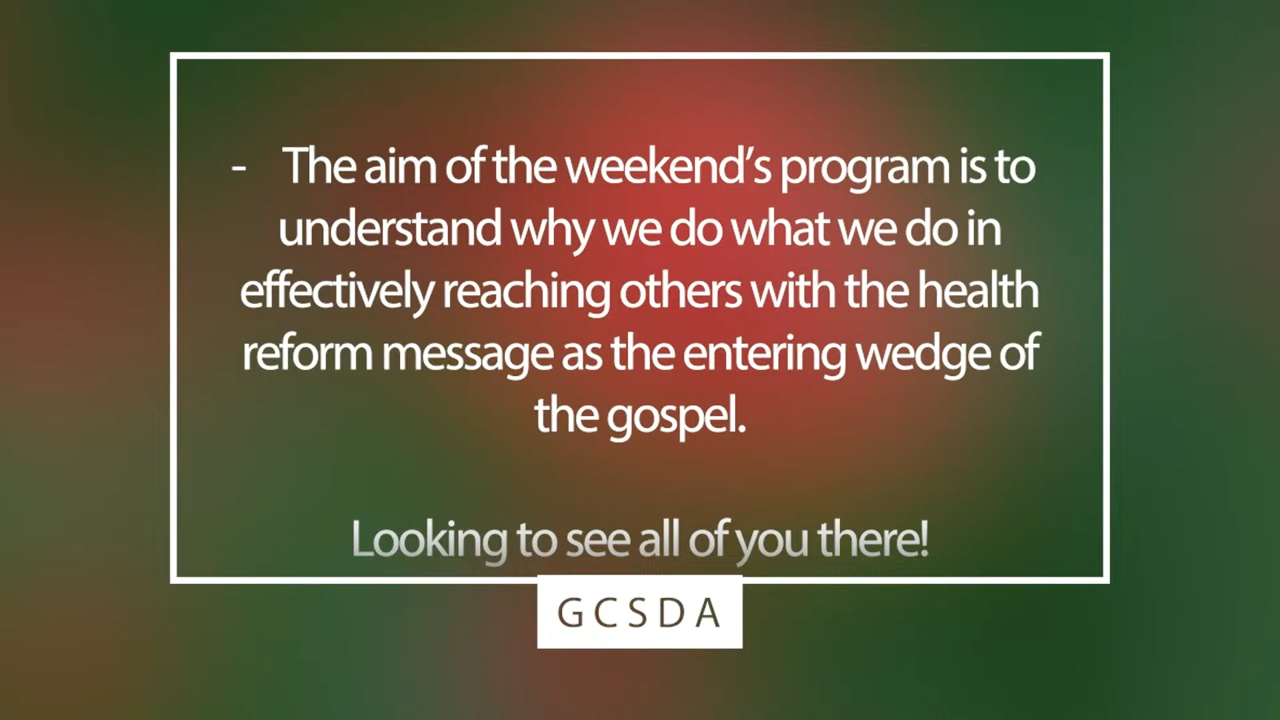 - The aim of the weekend’s program is to
understand why we do what we do in
effectively reaching others with the health
reform message as the entering wedge of
the gospel.
Looking to see all of you there!
GCSDA